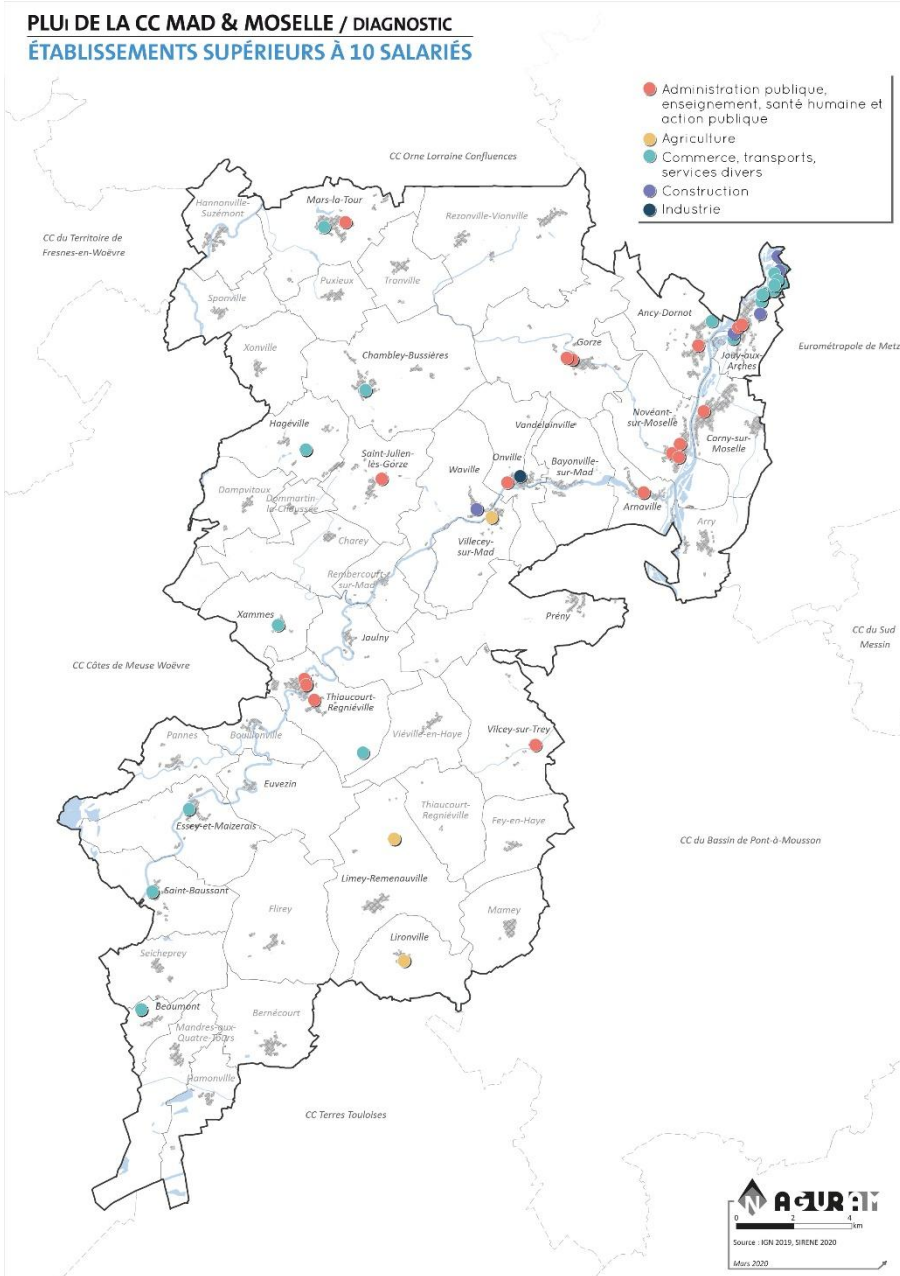 PLUi DE LA CC MAD & MOSELLE / DIAGNOSTIC
ÉTABLISSEMENTS SUPÉRIEURS À 10 SALARIÉS
Administration publique,
enseignement, santé humaine et
action publique
Agriculture
Commerce, transports,
services divers
Construction
Industrie
CC Orne Lorraine Confluences
Hannonville-
Suzémont
Mars-la-Tour
Rezonville-Vionville
CC du Territoire de
Fresnes-en-Woëvre
Puxieux
Tronville
Sponville
Ancy-Dornot
Xonville
Chambley-Bussières
Gorze
Jouy-aux-
Arches
Eurométropole de Metz
Hagéville
Vandelainville
Novéant-
sur-Moselle
Corny-sur-
Moselle
Saint-Julien-
lès-Gorze
Waville
Onville
Bayonville-
sur-Mad
Dampvitoux
Dommartin-
la-Chaussée
Arnaville
Arry
Charey
Villecey-
sur-Mad
Rembercourt-
sur-Mad
Xammes
Jaulny
Prény
CC du Sud
Messin
CC Côtes de Meuse Woëvre
Thiaucourt-
Regniéville
Pannes
Bouillonville
Viéville-en-Haye
Vilcey-sur-Trey
Euvezin
Thiaucourt-
Regniéville
4
Fey-en-Haye
Essey-et-Maizerais
CC du Bassin de Pont-à-Mousson
Limey-Remenauville
Saint-Baussant
Flirey
Mamey
Lironville
Seicheprey
Beaumont
Bernécourt
Mandres-aux-
Quatre-Tours
Hamonville
CC Terres Touloises
N AGURAM
0 2 4
km
Source : IGN 2019, SIRENE 2020
Mars 2020